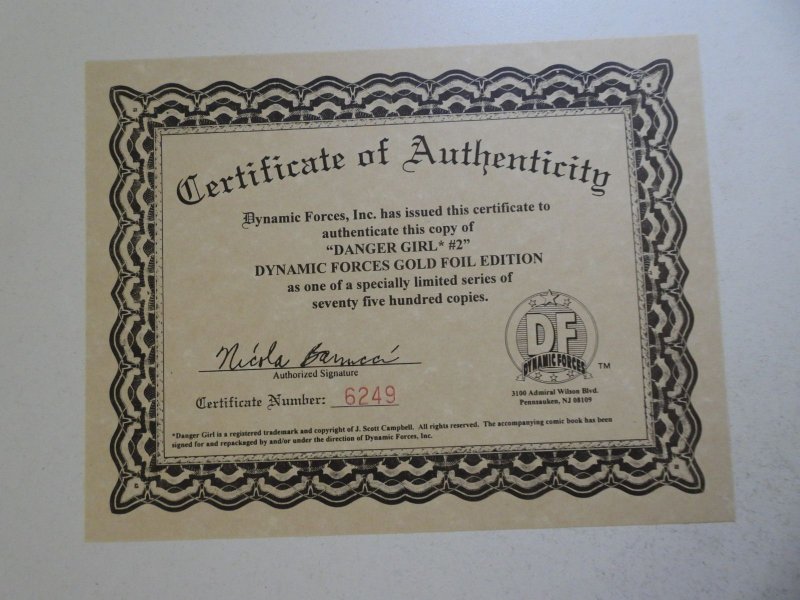 Certificate of Authenticity
Dynamic Forces, Inc. has issued this certificate to
authenticate this copy of
“DANGER GIRL* #2”
DYNAMIC FORCES GOLD FOIL EDITION
as one of a specially limited series of
seventy five hundred copies.
Nicola Barrucci
Authorized Signature
Certificate Number: 6249
DF
DYNAMIC FORCES
TM
3100 Admiral Wilson Blvd.
Pennsauken, NJ 08109
*Danger Girl is a registered trademark and copyright of J. Scott Campbell. All rights reserved. The accompanying comic book has been
signed for and repackaged by and/or under the direction of Dynamic Forces, Inc.